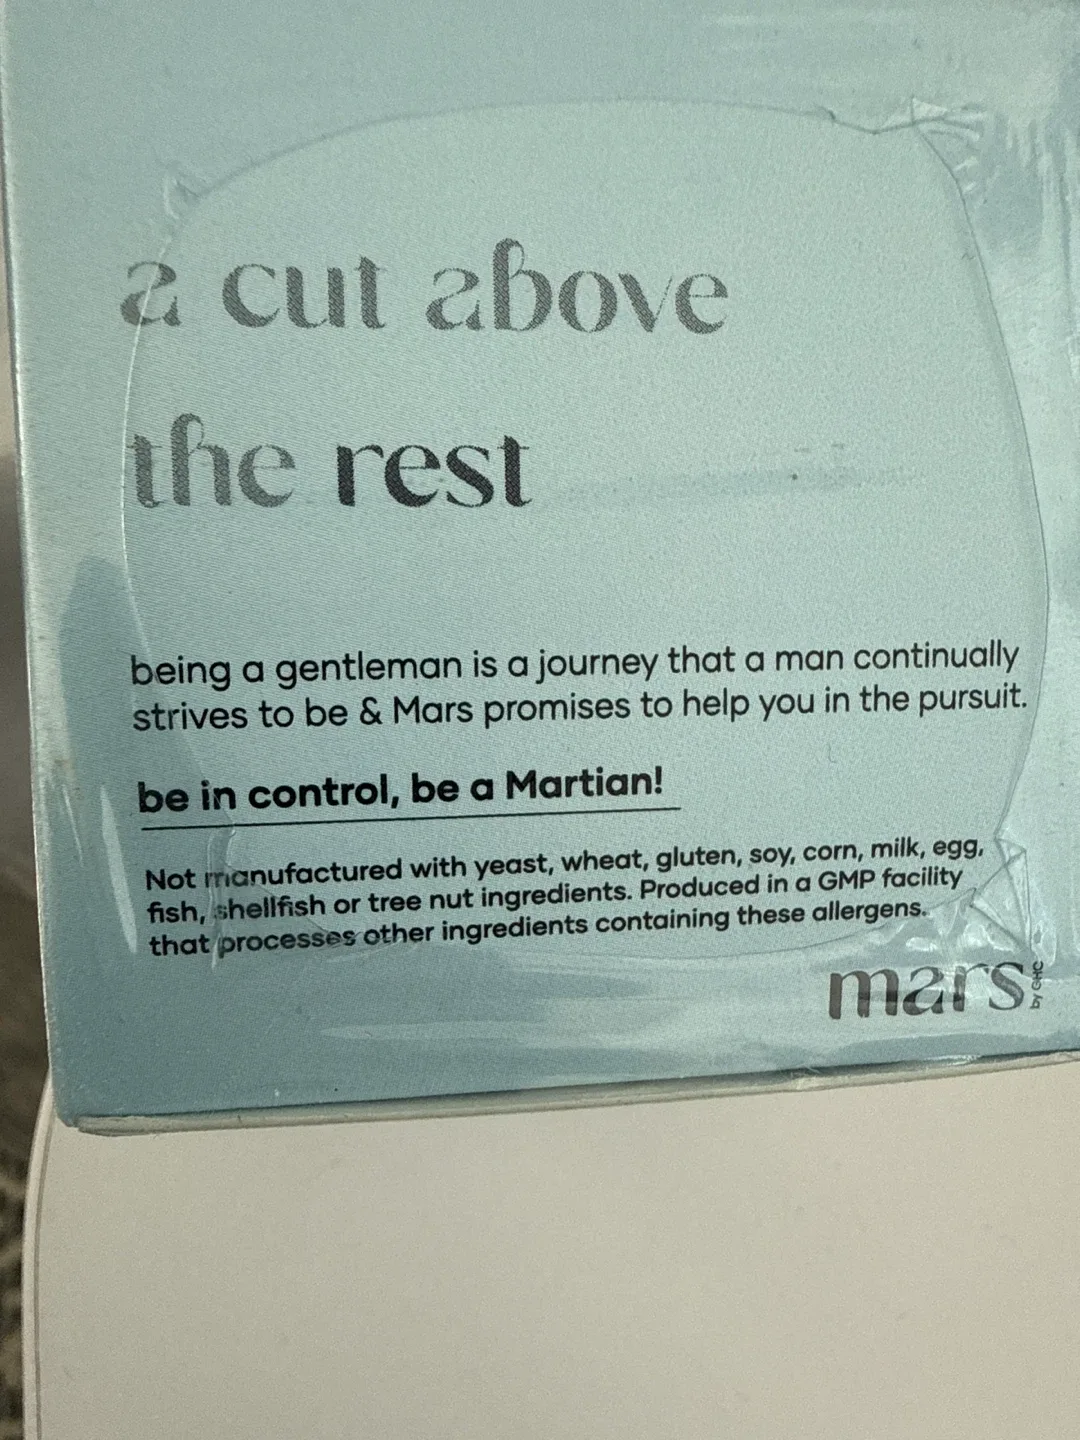 a cut above
the rest
being a gentleman is a journey that a man continually
strives to be & Mars promises to help you in the pursuit.
be in control, be a Martian!
Not manufactured with yeast, wheat, gluten, soy, corn, milk, egg,
fish, shellfish or tree nut ingredients. Produced in a GMP facility
that processes other ingredients containing these allergens.
mars by GHC